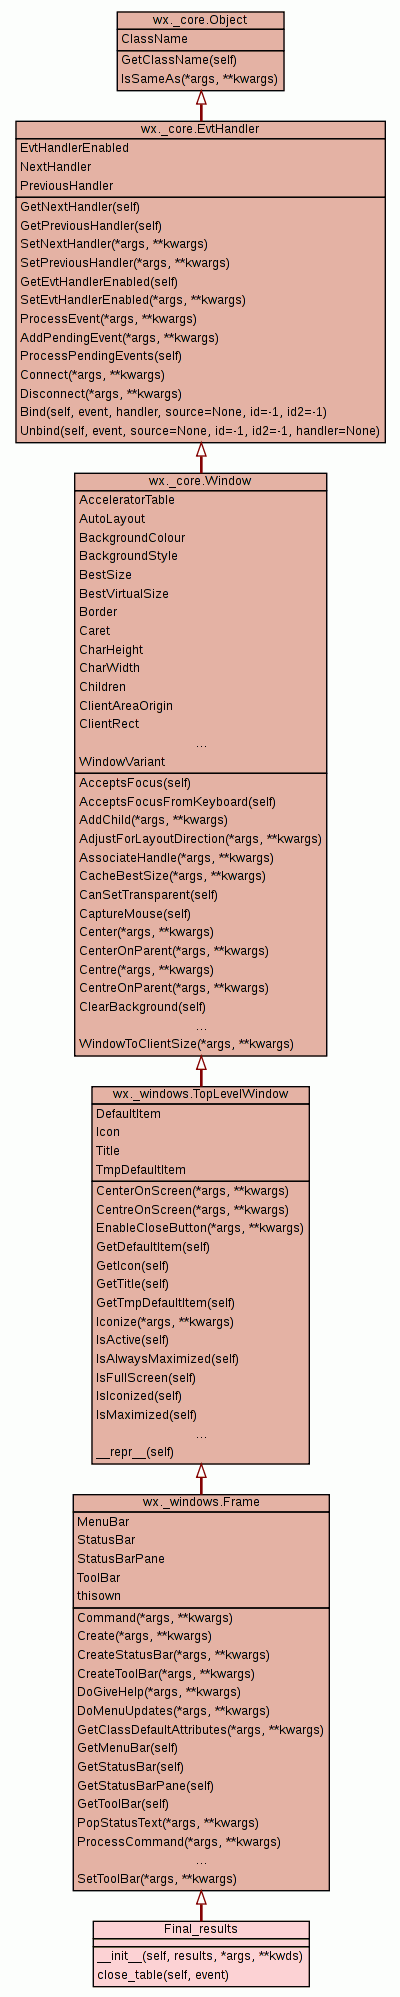 wx._core.Object
ClassName
GetClassName(self)
IsSameAs(*args, **kwargs)
wx._core.EvtHandler
EvtHandlerEnabled
NextHandler
PreviousHandler
GetNextHandler(self)
GetPreviousHandler(self)
SetNextHandler(*args, **kwargs)
SetPreviousHandler(*args, **kwargs)
GetEvtHandlerEnabled(self)
SetEvtHandlerEnabled(*args, **kwargs)
ProcessEvent(*args, **kwargs)
AddPendingEvent(*args, **kwargs)
ProcessPendingEvents(self)
Connect(*args, **kwargs)
Disconnect(*args, **kwargs)
Bind(self, event, handler, source=None, id=-1, id2=-1)
Unbind(self, event, source=None, id=-1, id2=-1, handler=None)
wx._core.Window
AcceleratorTable
AutoLayout
BackgroundColour
BackgroundStyle
BestSize
BestVirtualSize
Border
Caret
CharHeight
CharWidth
Children
ClientAreaOrigin
ClientRect
...
WindowVariant
AcceptsFocus(self)
AcceptsFocusFromKeyboard(self)
AddChild(*args, **kwargs)
AdjustForLayoutDirection(*args, **kwargs)
AssociateHandle(*args, **kwargs)
CacheBestSize(*args, **kwargs)
CanSetTransparent(self)
CaptureMouse(self)
Center(*args, **kwargs)
CenterOnParent(*args, **kwargs)
Centre(*args, **kwargs)
CentreOnParent(*args, **kwargs)
ClearBackground(self)
...
WindowToClientSize(*args, **kwargs)
wx._windows.TopLevelWindow
DefaultItem
Icon
Title
TmpDefaultItem
CenterOnScreen(*args, **kwargs)
CentreOnScreen(*args, **kwargs)
EnableCloseButton(*args, **kwargs)
GetDefaultItem(self)
GetIcon(self)
GetTitle(self)
GetTmpDefaultItem(self)
Iconize(*args, **kwargs)
IsActive(self)
IsAlwaysMaximized(self)
IsFullScreen(self)
IsIconized(self)
IsMaximized(self)
...
__repr__(self)
wx._windows.Frame
MenuBar
StatusBar
StatusBarPane
ToolBar
thisown
Command(*args, **kwargs)
Create(*args, **kwargs)
CreateStatusBar(*args, **kwargs)
CreateToolBar(*args, **kwargs)
DoGiveHelp(*args, **kwargs)
DoMenuUpdates(*args, **kwargs)
GetClassDefaultAttributes(*args, **kwargs)
GetMenuBar(self)
GetStatusBar(self)
GetStatusBarPane(self)
GetToolBar(self)
PopStatusText(*args, **kwargs)
ProcessCommand(*args, **kwargs)
...
SetToolBar(*args, **kwargs)
Final_results
__init__(self, results, *args, **kwds)
close_table(self, event)